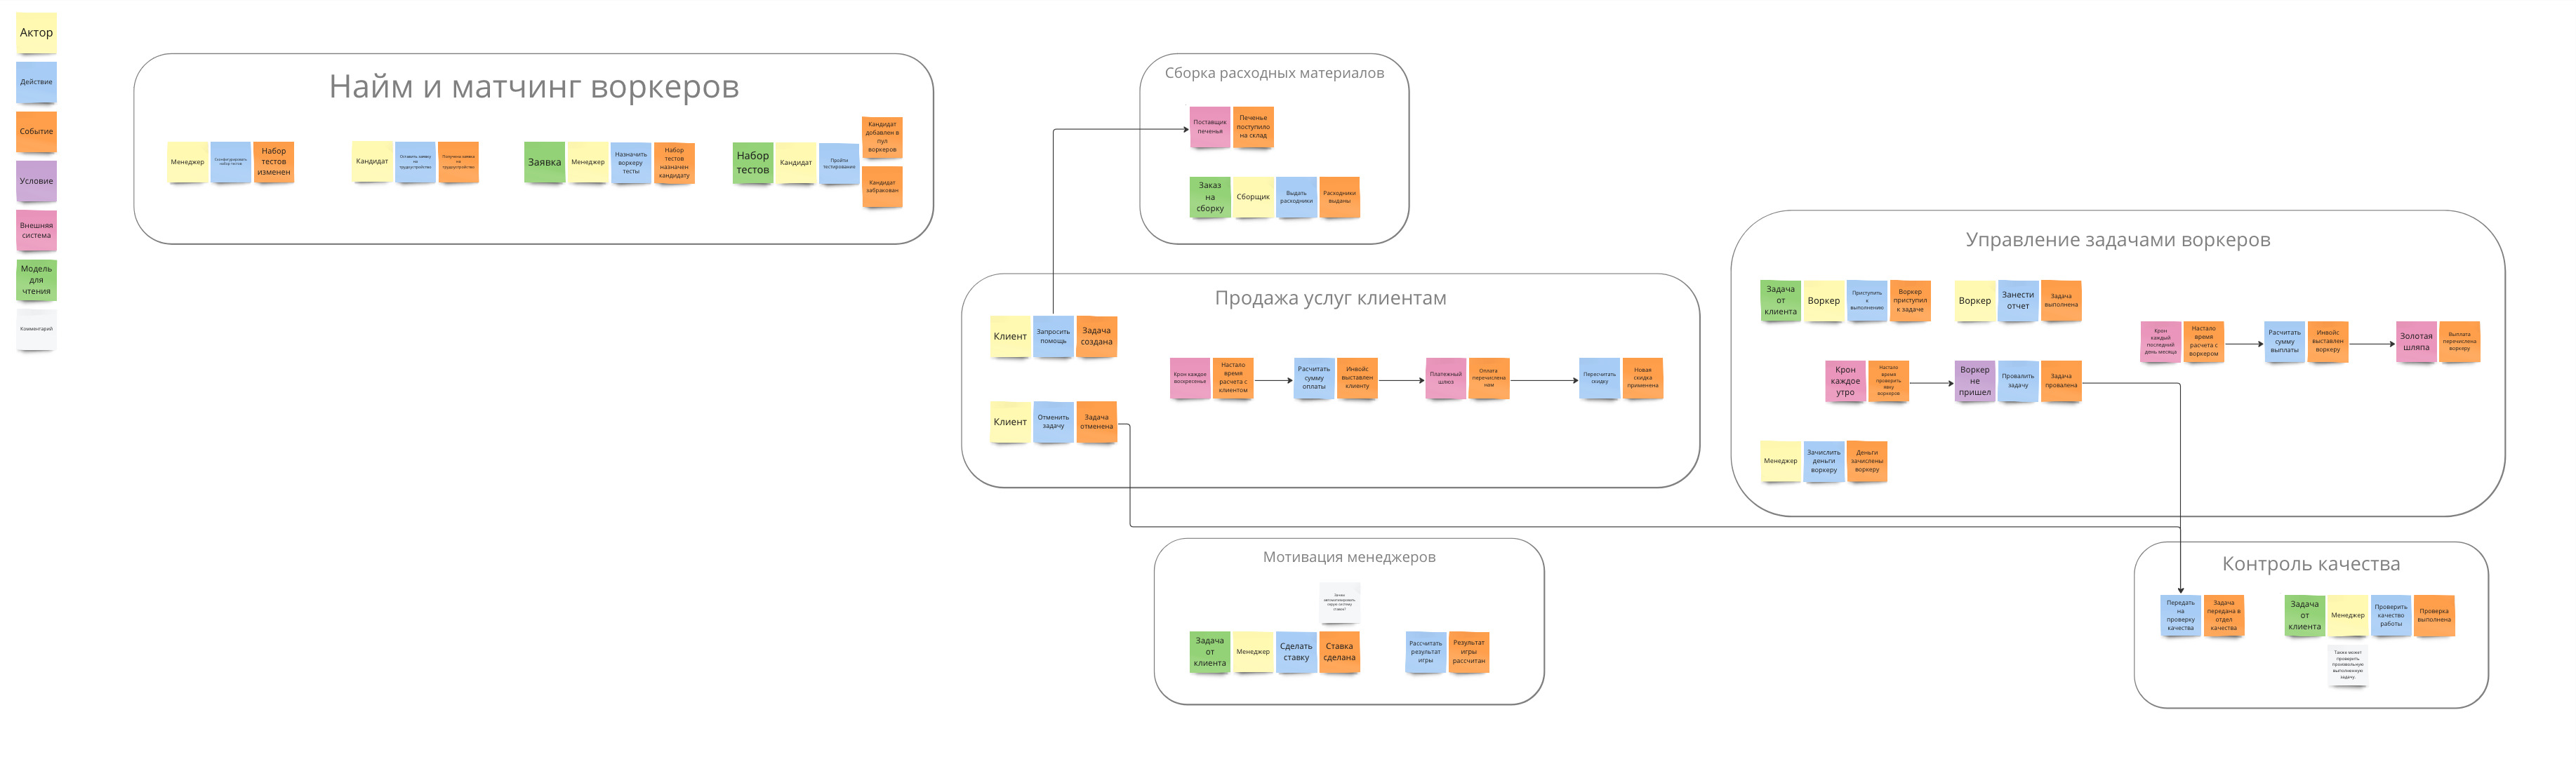 Актор
Действие
Событие
Условие
Внешняя
система
Модель
для
чтения
Комментарий
Найм и матчинг воркеров
Менеджер
Сконфигурировать
набор тестов
Набор
тестов
изменен
Кандидат
Оставить заявку
на
трудоустройство
Получена заявка
на
трудоустройство
Заявка
Менеджер
Назначить
воркеру
тесты
Набор
тестов
назначен
кандидату
Набор
тестов
Кандидат
Пройти
тестирование
Кандидат
добавлен в
пул
воркеров
Кандидат
забракован
Сборка расходных материалов
Поставщик
печенья
Печенье
поступило
на склад
Заказ
на
сборку
Сборщик
Выдать
расходники
Расходники
выданы
Продажа услуг клиентам
Клиент
Запросить
помощь
Задача
создана
Крон каждое
воскресенье
Настало
время
расчета с
клиентом
Расчитать
сумму
оплаты
Инвойс
выставлен
клиенту
Платежный
шлюз
Оплата
перечислена
нам
Пересчитать
скидку
Новая
скидка
применена
Клиент
Отменить
задачу
Задача
отменена
Управление задачами воркеров
Задача
от
клиента
Воркер
Приступить
к
выполнению
Воркер
приступил
к задаче
Воркер
Занести
отчет
Задача
выполнена
Крон
каждый
последний
день месяца
Настало
время
расчета с
воркером
Расчитать
сумму
выплаты
Инвойс
выставлен
воркеру
Золотая
шляпа
Выплата
перечислена
воркеру
Крон
каждое
утро
Настало
время
проверить
явку
воркеров
Воркер
не
пришел
Провалить
задачу
Задача
провалена
Менеджер
Зачислить
деньги
воркеру
Деньги
зачислены
воркеру
Мотивация менеджеров
Зачем
автоматизировать
серую систему
ставок?
Задача
от
клиента
Менеджер
Сделать
ставку
Ставка
сделана
Рассчитать
результат
игры
Результат
игры
рассчитан
Контроль качества
Передать
на
проверку
качества
Задача
передана в
отдел
качества
Задача
от
клиента
Менеджер
Проверить
качество
работы
Проверка
выполнена
Также может
проверить
произвольную
выполненную
задачу